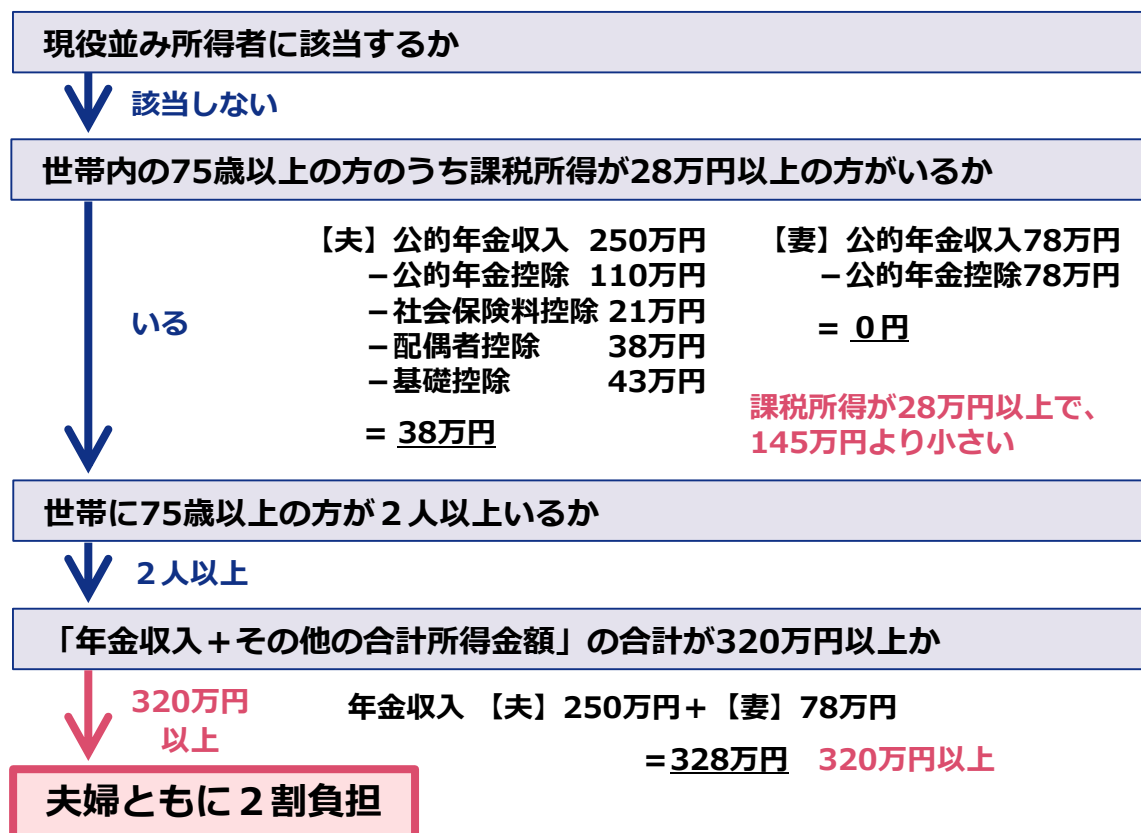 現役並み所得者に該当するか
該当しない
世帯内の75歳以上の方のうち課税所得が28万円以上の方がいるか
いる
【夫】公的年金収入 250万円
－公的年金控除 110万円
－社会保険料控除 21万円
－配偶者控除 38万円
－基礎控除 43万円
= 38万円
【妻】公的年金収入78万円
－公的年金控除78万円
= ０円
課税所得が28万円以上で、
145万円より小さい
世帯に75歳以上の方が２人以上いるか
２人以上
「年金収入＋その他の合計所得金額」の合計が320万円以上か
320万円
以上
年金収入 【夫】250万円＋【妻】78万円
＝328万円 320万円以上
夫婦ともに２割負担